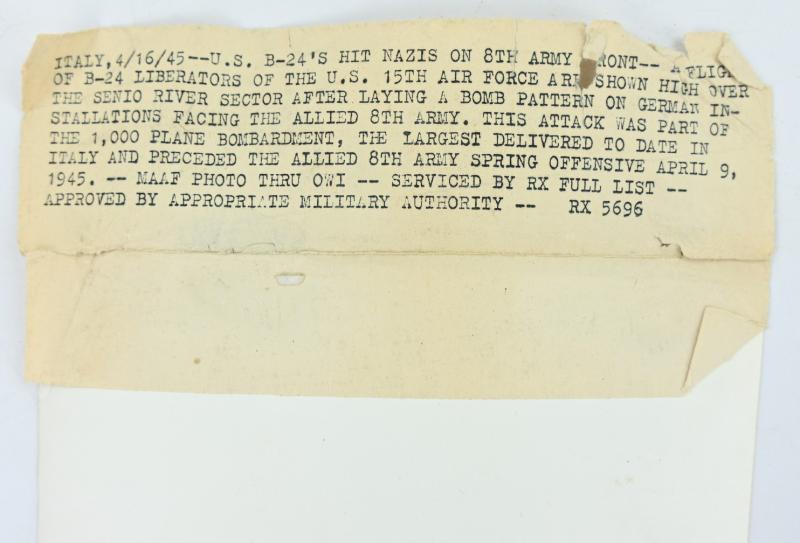 ITALY,4/16/45--U.S. B-24'S HIT NAZIS ON 8TH ARMY FRONT-- A FLIGHT
OF B-24 LIBERATORS OF THE U.S. 15TH AIR FORCE ARE SHOWN HIGH OVER
THE SENIO RIVER SECTOR AFTER LAYING A BOMB PATTERN ON GERMAN IN-
STALLATIONS FACING THE ALLIED 8TH ARMY. THIS ATTACK WAS PART OF
THE 1,000 PLANE BOMBARDMENT, THE LARGEST DELIVERED TO DATE IN
ITALY AND PRECEDED THE ALLIED 8TH ARMY SPRING OFFENSIVE APRIL 9,
1945. -- MAAF PHOTO THRU OWI -- SERVICED BY RX FULL LIST --
APPROVED BY APPROPRIATE MILITARY AUTHORITY -- RX 5696